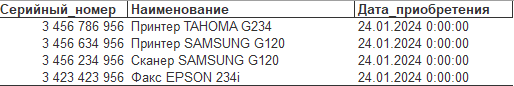 Серийный_номер Наименование Дата_приобретения
3 456 786 956 Принтер TAHOMA G234 24.01.2024 0:00:00
3 456 634 956 Принтер SAMSUNG G120 24.01.2024 0:00:00
3 456 234 956 Сканер SAMSUNG G120 24.01.2024 0:00:00
3 423 423 956 Факс EPSON 234i 24.01.2024 0:00:00